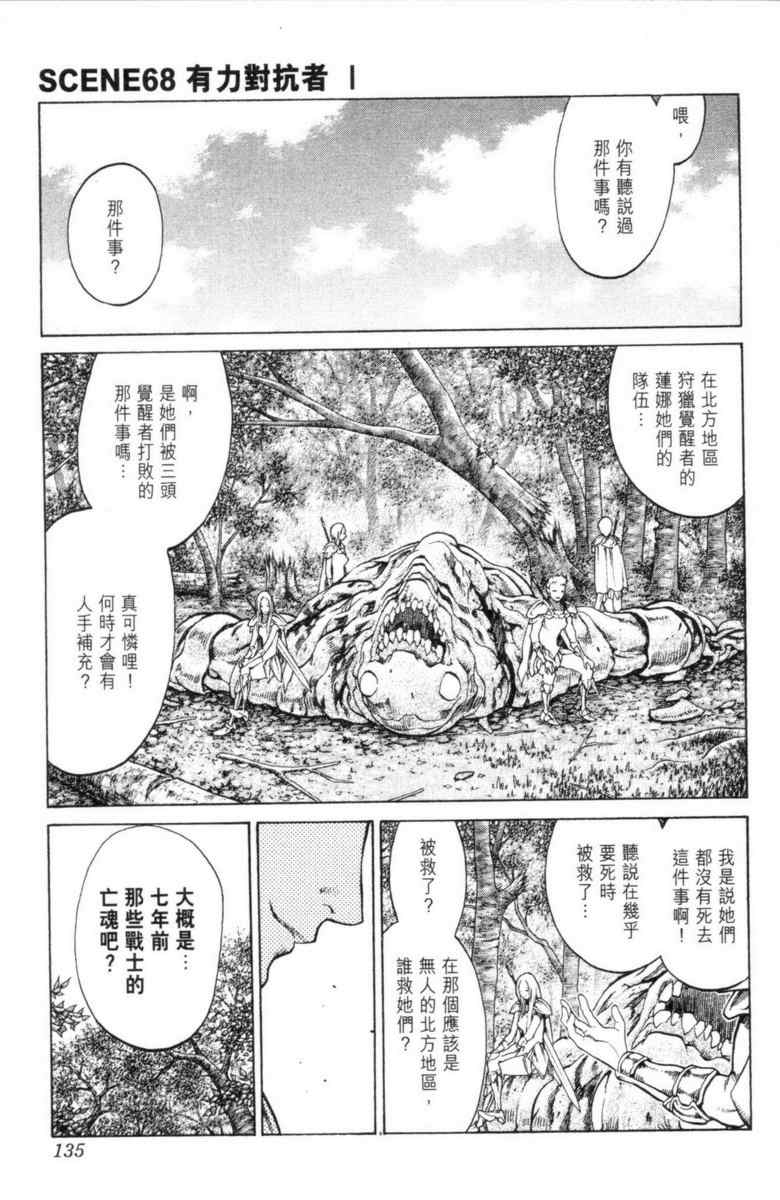 SCENE68 有力對抗者 I
喂，
你有聽說過
那件事嗎？
那件事？
在北方地區
狩獵覺醒者的
蓮娜她們的
隊伍…
啊，
是她們被三頭
覺醒者打敗的
那件事嗎…
真可憐哩！
何時才會有
人手補充？
我是說她們
都沒有死去
這件事啊！
聽說在幾乎
要死時
被救了…
被救了？
在那個應該是
無人的北方地區，
誰救她們？
大概是…
七年前
那些戰士的
亡魂吧？
135